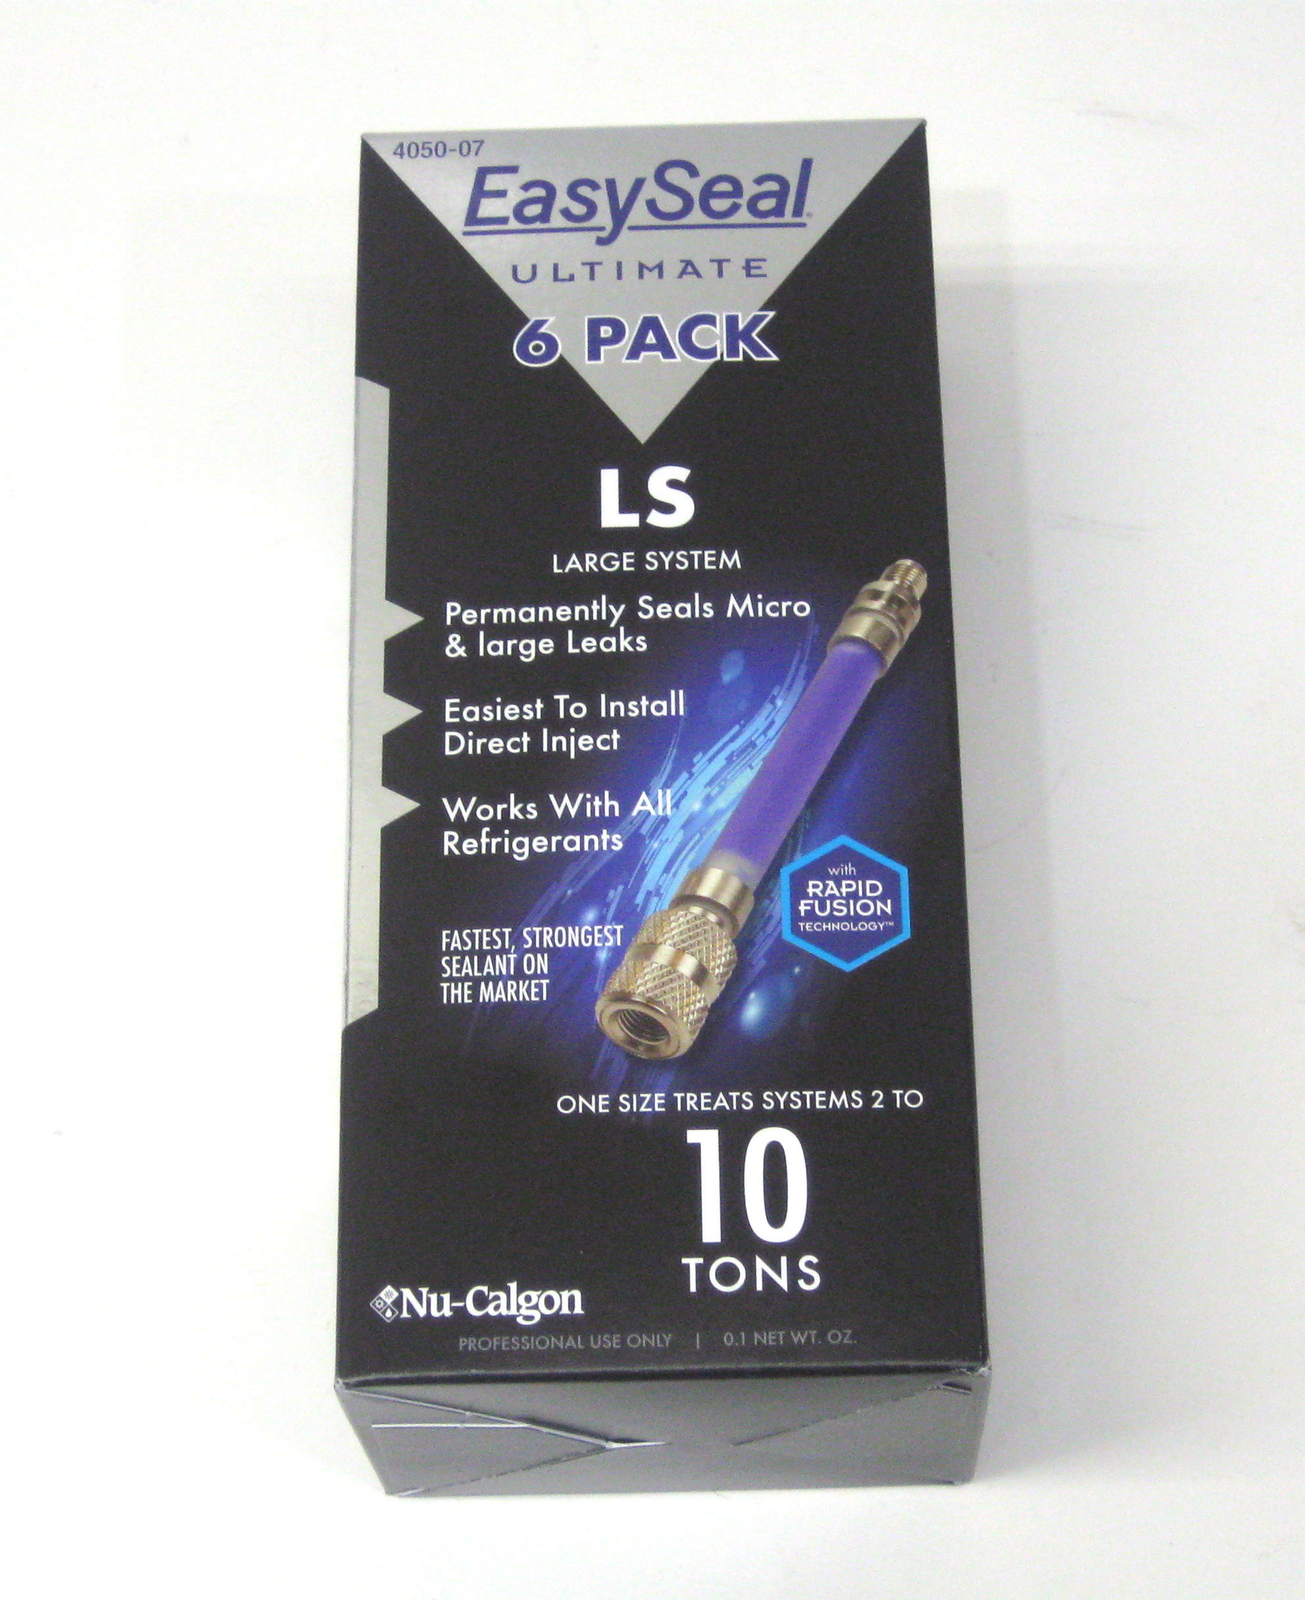 4050-07
EasySeal®
ULTIMATE
6 PACK
LS
LARGE SYSTEM
Permanently Seals Micro
& large Leaks
Easiest To Install
Direct Inject
Works With All
Refrigerants
with
RAPID
FUSION
TECHNOLOGY™
FASTEST, STRONGEST
SEALANT ON
THE MARKET
ONE SIZE TREATS SYSTEMS 2 TO
10
TONS
Nu-Calgon
PROFESSIONAL USE ONLY | 0.1 NET WT. OZ.